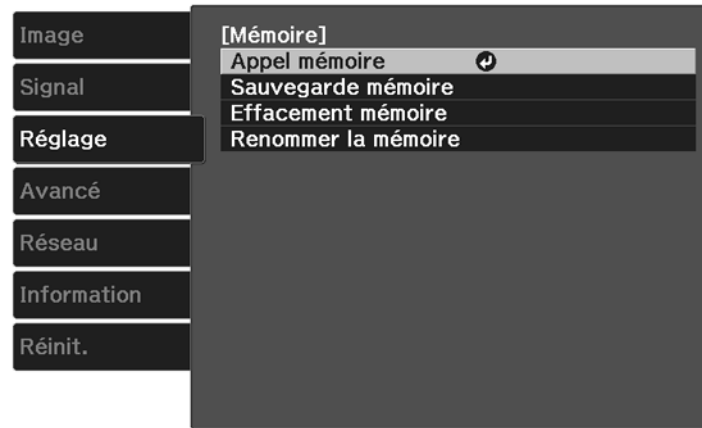 Image
Signal
Réglage
Avancé
Réseau
Information
Réinit.
[Mémoire]
Appel mémoire
Sauvegarde mémoire
Effacement mémoire
Renommer la mémoire